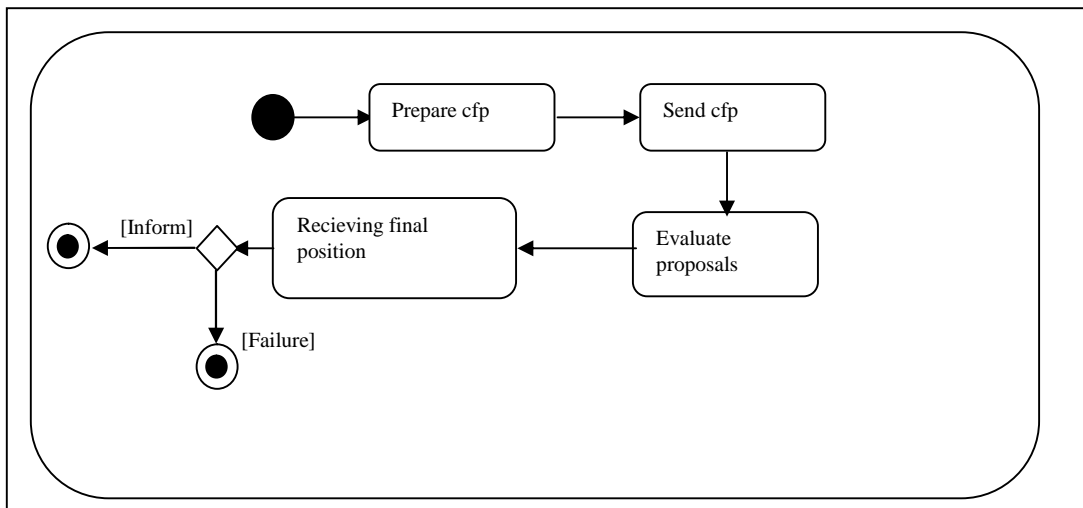 Prepare cfp
Send cfp
[Inform]
Recieving final
position
Evaluate
proposals
[Failure]